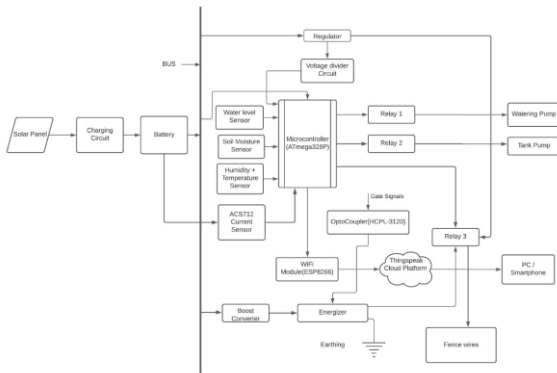 Regulator
BUS
Voltage divider
Circuit
Solar Panel
Charging
Circuit
Battery
Water level
Sensor
Soil Moisture
Sensor
Humidity +
Temperature
Sensor
ACS712
Current
Sensor
Microcontroller
(ATmega328P)
Relay 1
Watering Pump
Relay 2
Tank Pump
Gate Signals
OptoCoupler(HCPL-3120)
Relay 3
WIFI
Module(ESP8266)
Thingspeak
Cloud Platform
PC /
Smartphone
Boost
Converter
Energizer
Earthing
Fence wires